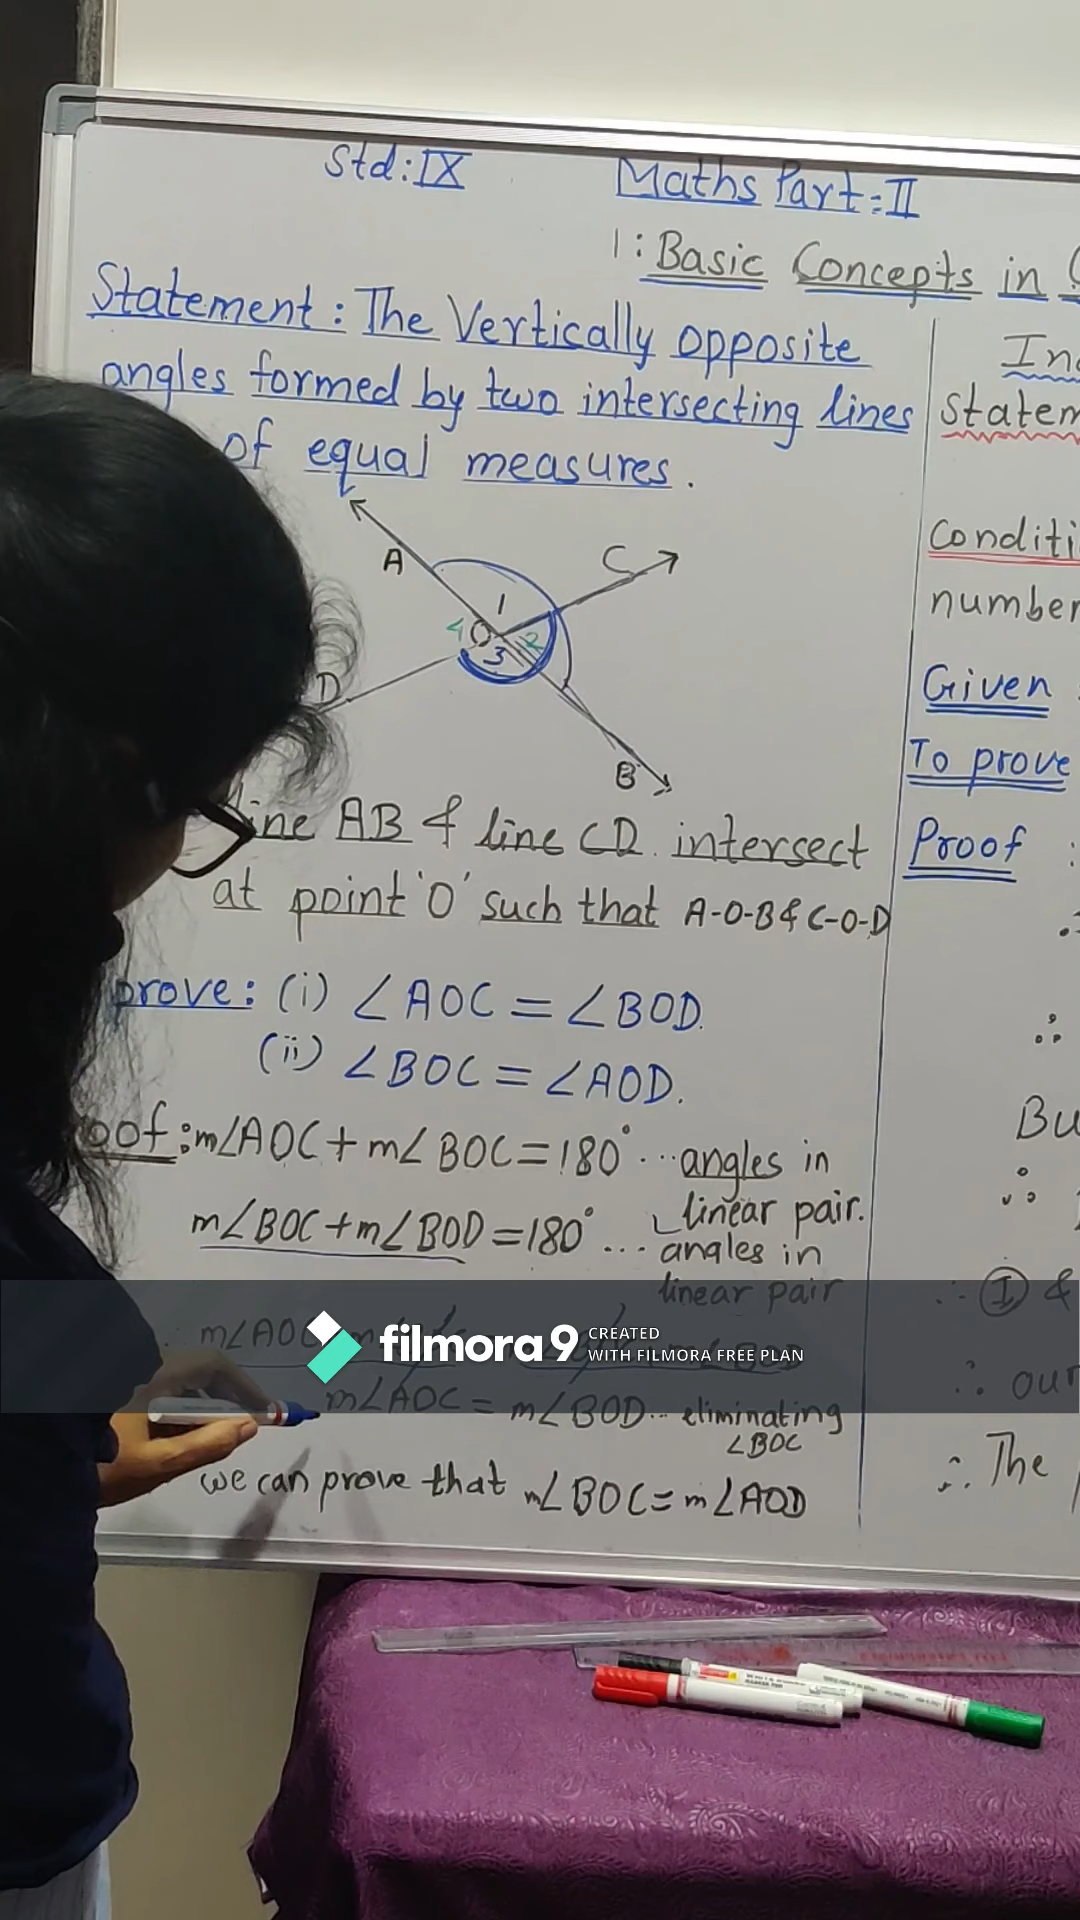 Std: IX Maths Part: II
1: Basic Concepts in
Statement: The Vertically opposite
angles formed by two intersecting lines
of equal measures.
A
C
1
4 O 2
3
D
B
line AB & line CD intersect
at point 'O' such that A-O-B & C-O-D
prove: (i) ∠AOC = ∠BOD.
(ii) ∠BOC = ∠AOD.
oof: m∠AOC + m∠BOC = 180° ... angles in
linear pair.
m∠BOC + m∠BOD = 180° ... angles in
linear pair
m∠AOC
filmora9 CREATED
WITH FILMORA FREE PLAN
m∠AOC = m∠BOD... eliminating
∠BOC
we can prove that m∠BOC = m∠AOD
In
statem
Conditi
number
Given
To prove
Proof :
∴
∴
Bu
∴
∴ (I) &
∴ our
∴ The